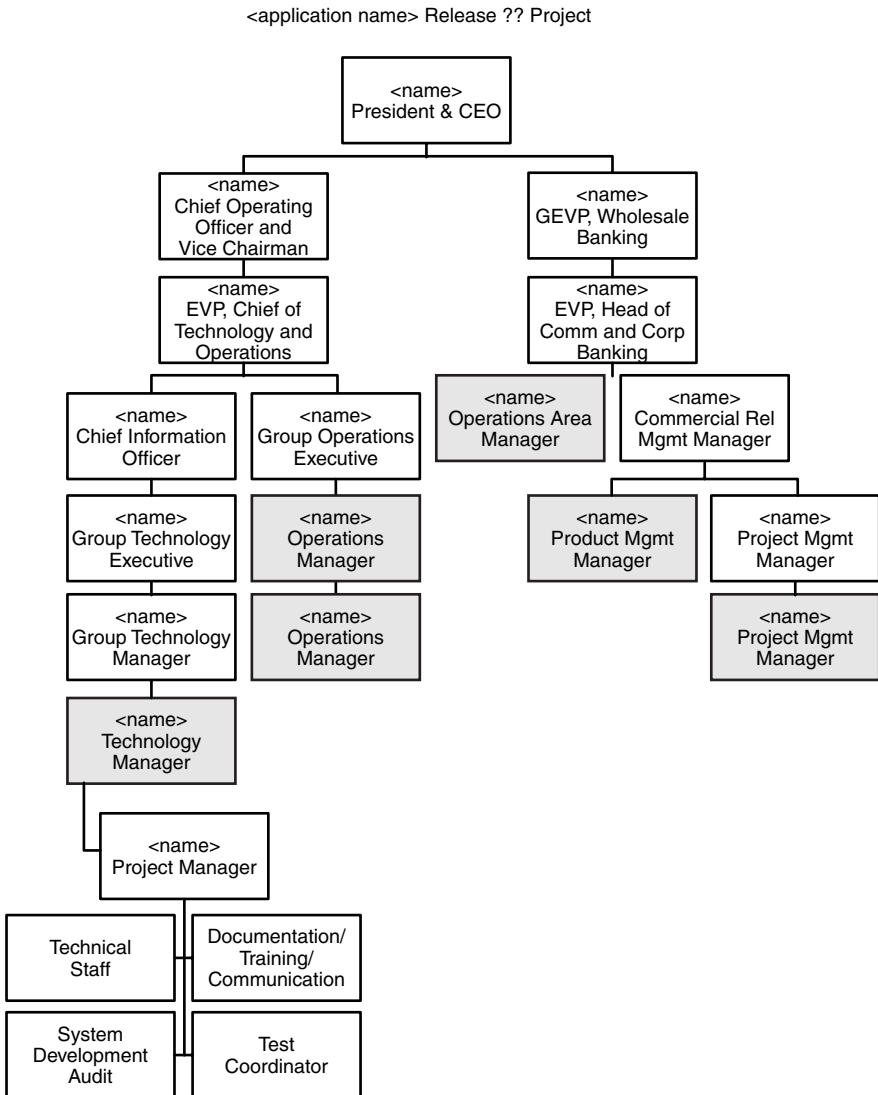 <application name> Release ?? Project
<name>
President & CEO
<name>
Chief Operating
Officer and
Vice Chairman
<name>
GEVP, Wholesale
Banking
<name>
EVP, Chief of
Technology and
Operations
<name>
EVP, Head of
Comm and Corp
Banking
<name>
Chief Information
Officer
<name>
Group Operations
Executive
<name>
Operations Area
Manager
<name>
Commercial Rel
Mgmt Manager
<name>
Group Technology
Executive
<name>
Operations
Manager
<name>
Product Mgmt
Manager
<name>
Project Mgmt
Manager
<name>
Group Technology
Manager
<name>
Operations
Manager
<name>
Project Mgmt
Manager
<name>
Technology
Manager
<name>
Project Manager
Technical
Staff
Documentation/
Training/
Communication
System
Development
Audit
Test
Coordinator